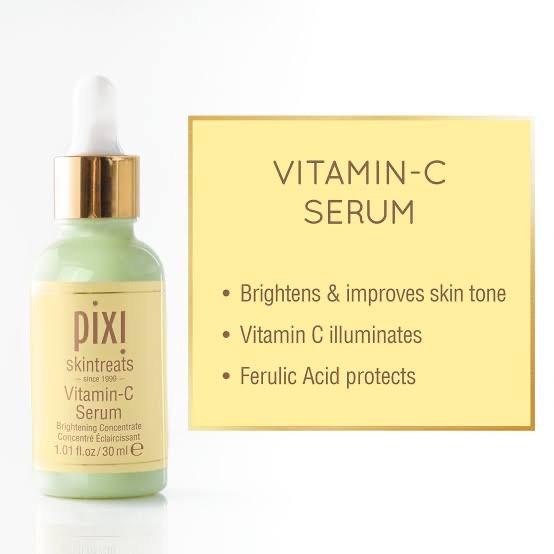 pixi
skintreats
– since 1999 –
Vitamin-C
Serum
Brightening Concentrate
Concentré Éclaircissant
1.01 fl.oz/30 ml ℮
VITAMIN-C
SERUM
• Brightens & improves skin tone
• Vitamin C illuminates
• Ferulic Acid protects